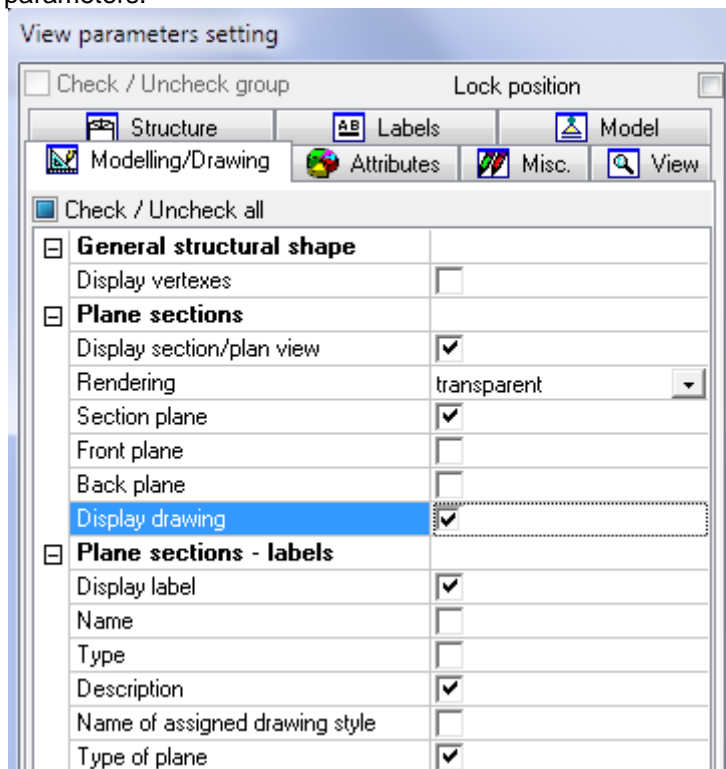 parameters.
View parameters setting
Check / Uncheck group Lock position
Structure AB Labels Model
Modelling/Drawing Attributes Misc. View
Check / Uncheck all
General structural shape
Display vertexes
Plane sections
Display section/plan view
Rendering transparent
Section plane
Front plane
Back plane
Display drawing
Plane sections - labels
Display label
Name
Type
Description
Name of assigned drawing style
Type of plane